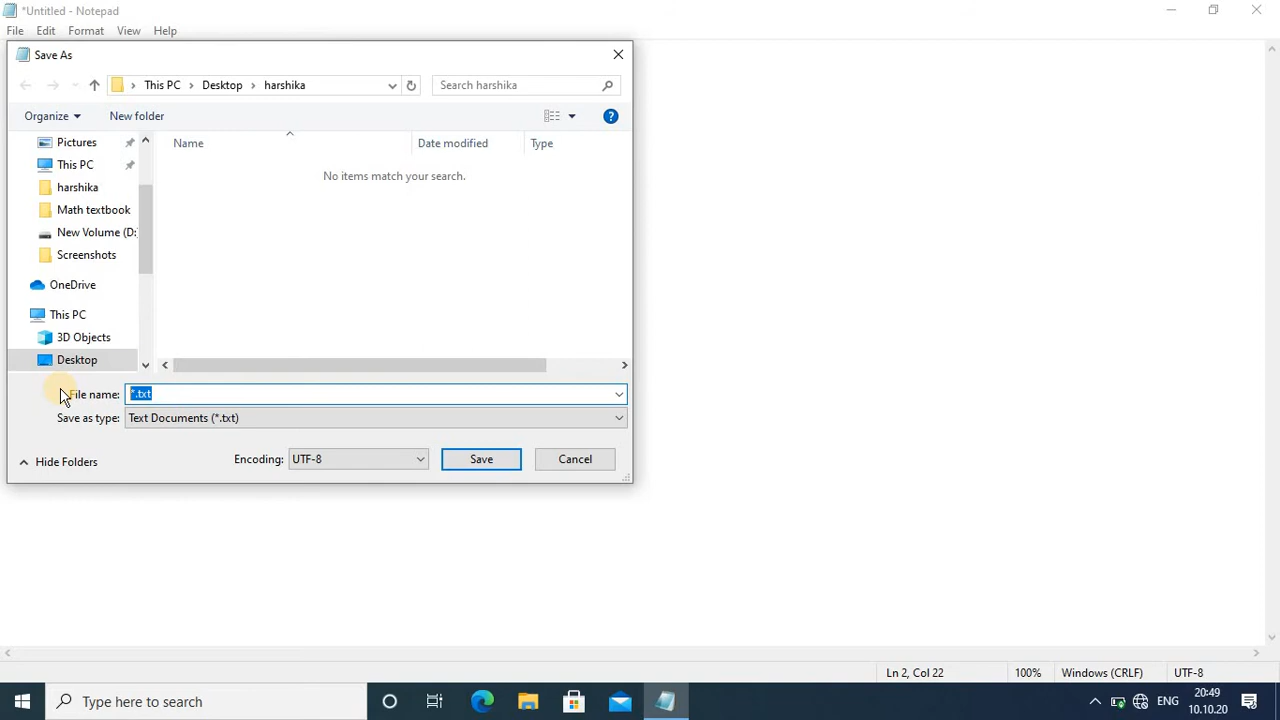 *Untitled - Notepad
File Edit Format View Help
Save As
This PC Desktop harshika
Search harshika
Organize New folder
Name Date modified Type
No items match your search.
Pictures
This PC
harshika
Math textbook
New Volume (D:
Screenshots
OneDrive
This PC
3D Objects
Desktop
File name: *.txt
Save as type: Text Documents (*.txt)
Hide Folders
Encoding: UTF-8
Save
Cancel
Ln 2, Col 22 100% Windows (CRLF) UTF-8
Type here to search
ENG
20:49
10.10.20